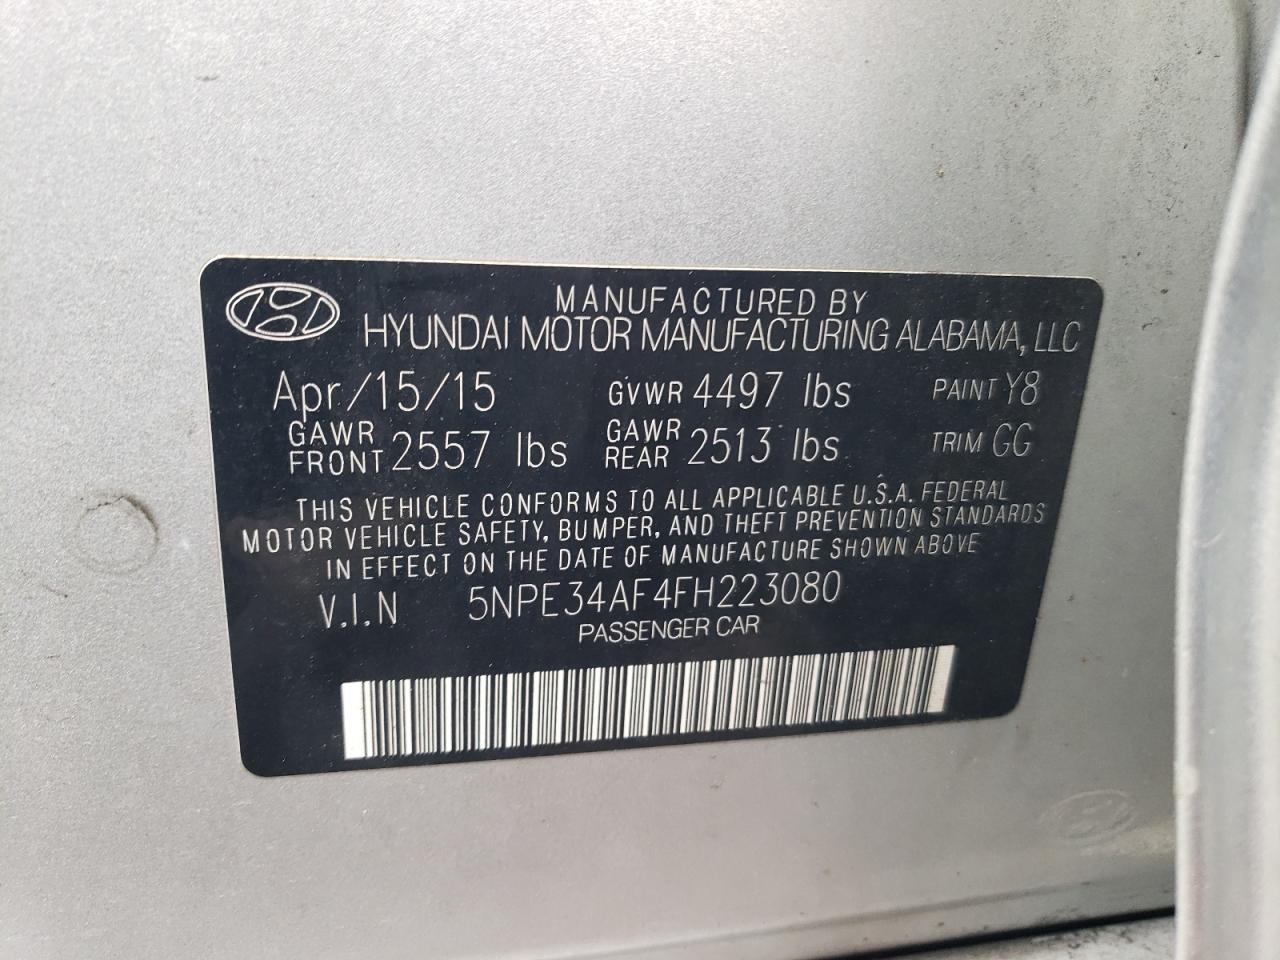 MANUFACTURED BY
HYUNDAI MOTOR MANUFACTURING ALABAMA, LLC
Apr/15/15 GVWR 4497 lbs PAINT Y8
GAWR FRONT 2557 lbs GAWR REAR 2513 lbs TRIM GG
THIS VEHICLE CONFORMS TO ALL APPLICABLE U.S.A. FEDERAL
MOTOR VEHICLE SAFETY, BUMPER, AND THEFT PREVENTION STANDARDS
IN EFFECT ON THE DATE OF MANUFACTURE SHOWN ABOVE
V.I.N 5NPE34AF4FH223080
PASSENGER CAR